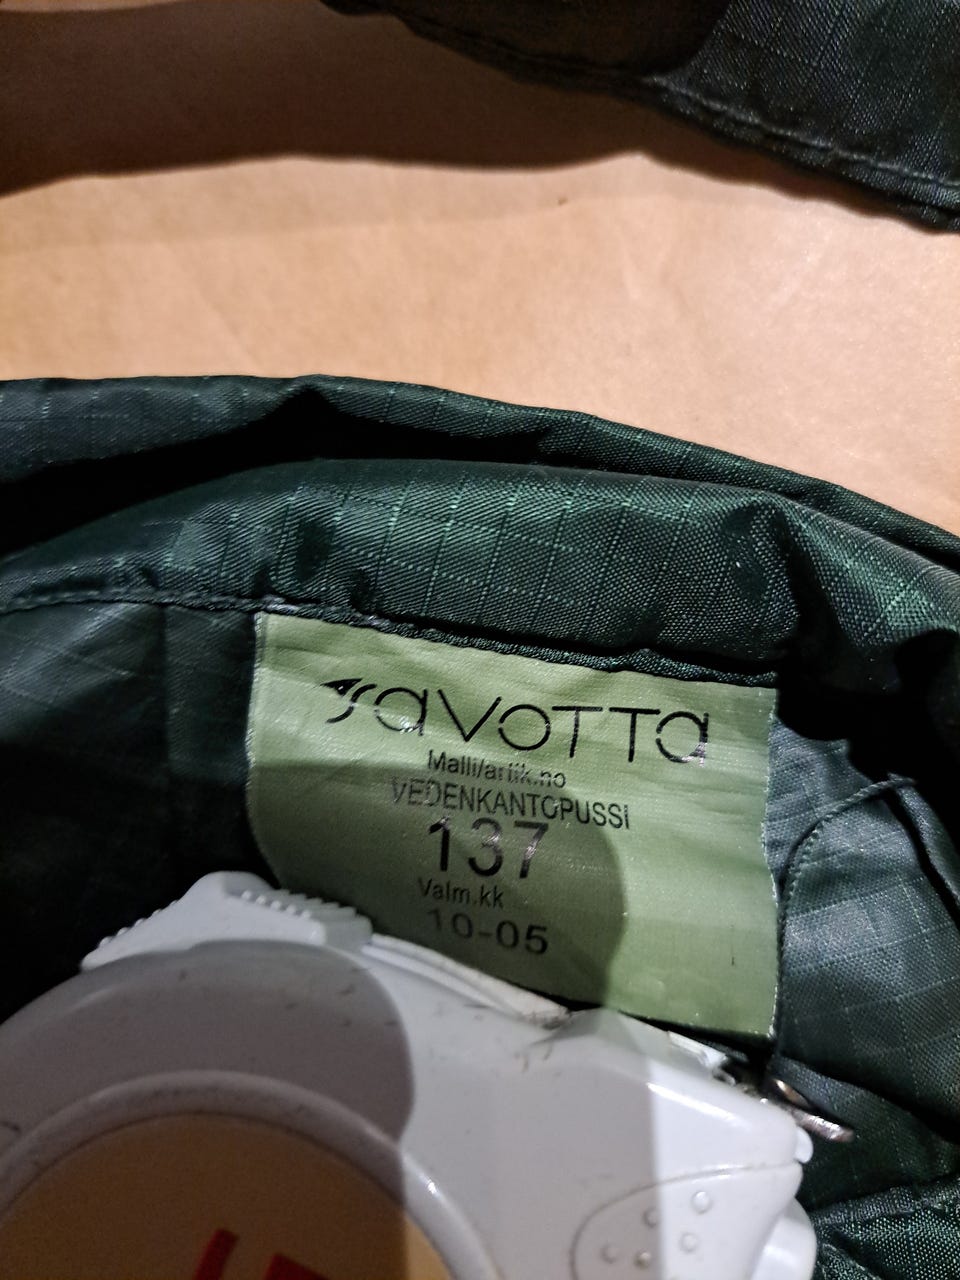 savotta
Malli/artik.no
VEDENKANTOPUSSI
137
Valm.kk
10-05